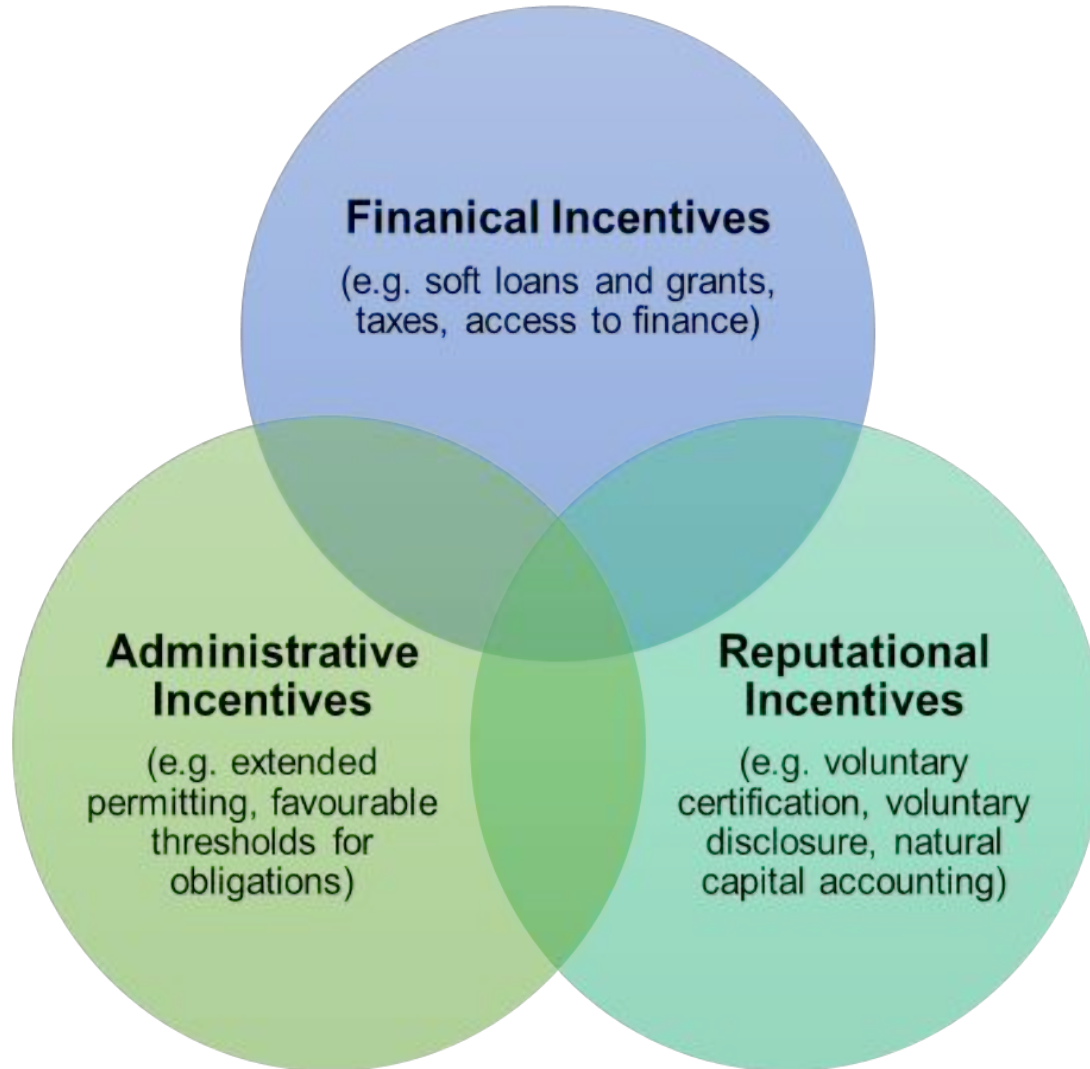 Finanical Incentives
(e.g. soft loans and grants,
taxes, access to finance)
Administrative
Incentives
(e.g. extended
permitting, favourable
thresholds for
obligations)
Reputational
Incentives
(e.g. voluntary
certification, voluntary
disclosure, natural
capital accounting)